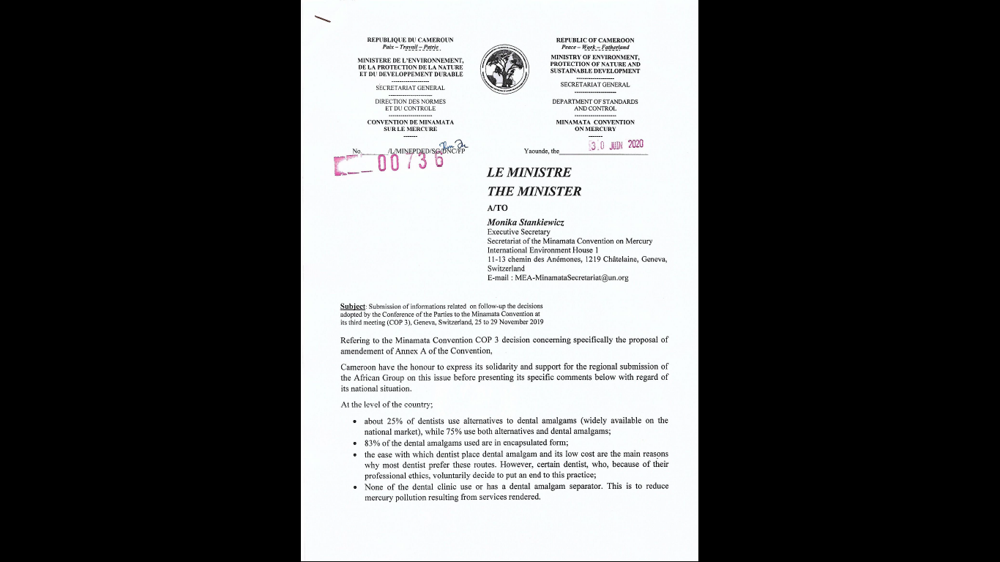 REPUBLIQUE DU CAMEROUN
Paix – Travail – Patrie
MINISTERE DE L'ENVIRONNEMENT,
DE LA PROTECTION DE LA NATURE
ET DU DEVELOPPEMENT DURABLE
SECRETARIAT GENERAL
DIRECTION DES NORMES
ET DU CONTROLE
CONVENTION DE MINAMATA
SUR LE MERCURE
No. /L/MINEPDED/SG/DNC/FP
00736
REPUBLIC OF CAMEROON
Peace – Work – Fatherland
MINISTRY OF ENVIRONMENT,
PROTECTION OF NATURE AND
SUSTAINABLE DEVELOPMENT
SECRETARIAT GENERAL
DEPARTMENT OF STANDARDS
AND CONTROL
MINAMATA CONVENTION
ON MERCURY
Yaounde, the 30 JUIN 2020
LE MINISTRE
THE MINISTER
A/TO
Monika Stankiewicz
Executive Secretary
Secretariat of the Minamata Convention on Mercury
International Environment House 1
11-13 chemin des Anémones, 1219 Châtelaine, Geneva,
Switzerland
E-mail : MEA-MinamataSecretariat@un.org
Subject: Submission of informations related on follow-up the decisions
adopted by the Conference of the Parties to the Minamata Convention at
its third meeting (COP 3), Geneva, Switzerland, 25 to 29 November 2019
Refering to the Minamata Convention COP 3 decision concerning specifically the proposal of
amendement of Annex A of the Convention,
Cameroon have the honour to express its solidarity and support for the regional submission of
the African Group on this issue before presenting its specific comments below with regard of
its national situation.
At the level of the country;
• about 25% of dentists use alternatives to dental amalgams (widely available on the
national market), while 75% use both alternatives and dental amalgams;
• 83% of the dental amalgams used are in encapsulated form;
• the ease with which dentist place dental amalgam and its low cost are the main reasons
why most dentist prefer these routes. However, certain dentist, who, because of their
professional ethics, voluntarily decide to put an end to this practice;
• None of the dental clinic use or has a dental amalgam separator. This is to reduce
mercury pollution resulting from services rendered.